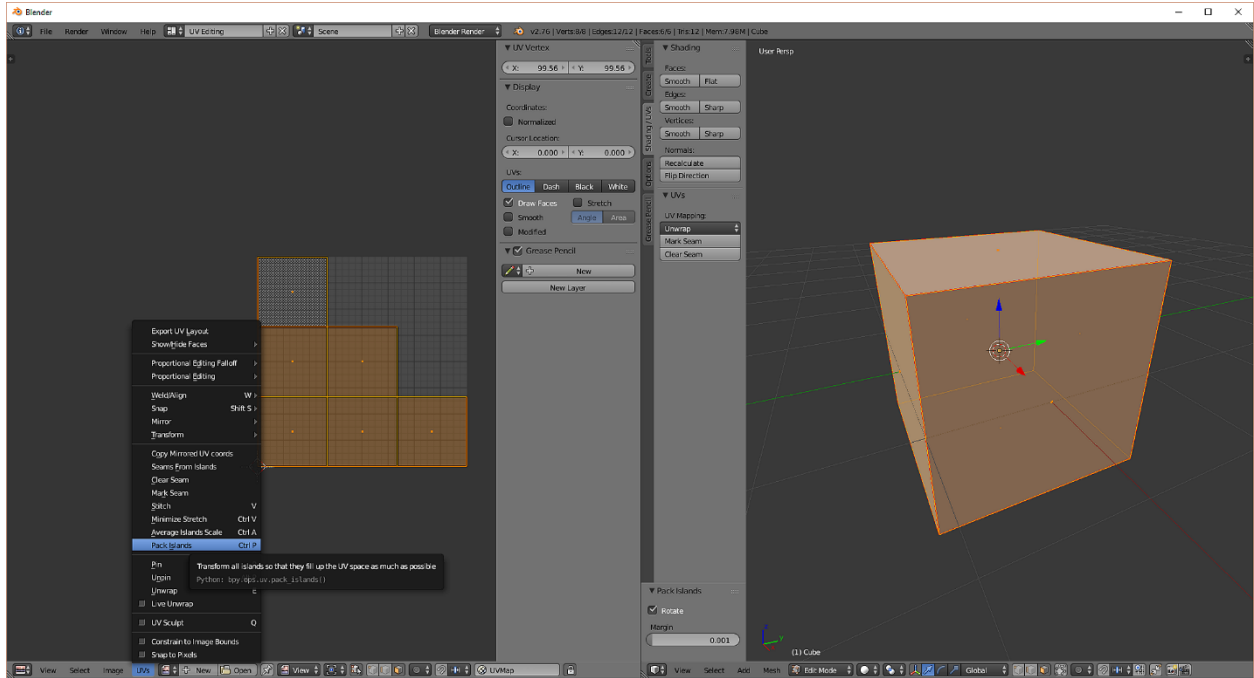 Blender
File Render Window Help UV Editing Scene Blender Render v2.76 | Verts:8/8 | Edges:12/12 | Faces:6/6 | Tris:12 | Mem:7.98M | Cube
UV Vertex
X: 99.56 Y: 99.56
Display
Coordinates:
Normalized
Cursor Location:
X: 0.000 Y: 0.000
UVs:
Outline Dash Black White
Draw Faces Stretch
Smooth Angle Area
Modified
Grease Pencil
New
New Layer
Tools
Create
Shading / UVs
Options
Grease Pencil
Shading
Faces:
Smooth Flat
Edges:
Smooth Sharp
Vertices:
Smooth Sharp
Normals:
Recalculate
Flip Direction
UVs
UV Mapping:
Unwrap
Mark Seam
Clear Seam
User Persp
Export UV Layout
Show/Hide Faces
Proportional Editing Falloff
Proportional Editing
Weld/Align W
Snap Shift S
Mirror
Transform
Copy Mirrored UV coords
Seams From Islands
Clear Seam
Mark Seam
Stitch V
Minimize Stretch Ctrl V
Average Islands Scale Ctrl A
Pack Islands Ctrl P
Transform all islands so that they fill up the UV space as much as possible
Python: bpy.ops.uv.pack_islands()
Pin
Unpin
Unwrap E
Live Unwrap
UV Sculpt Q
Constrain to Image Bounds
Snap to Pixels
Pack Islands
Rotate
Margin
0.001
(1) Cube
View Select Image UVs New Open View UVMap
View Select Add Mesh Edit Mode Global